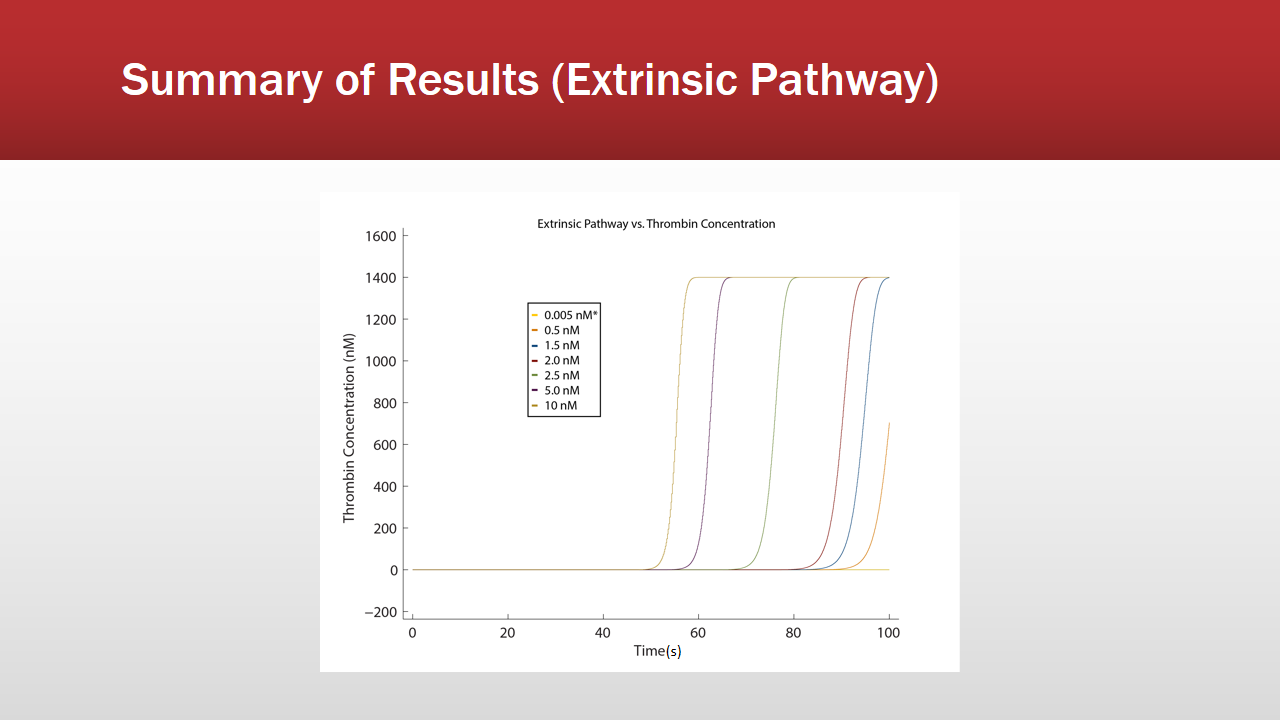 Summary of Results (Extrinsic Pathway)
Extrinsic Pathway vs. Thrombin Concentration
1600
1400
1200
1000
800
600
400
200
0
−200
Thrombin Concentration (nM)
0.005 nM*
0.5 nM
1.5 nM
2.0 nM
2.5 nM
5.0 nM
10 nM
0 20 40 60 80 100
Time(s)